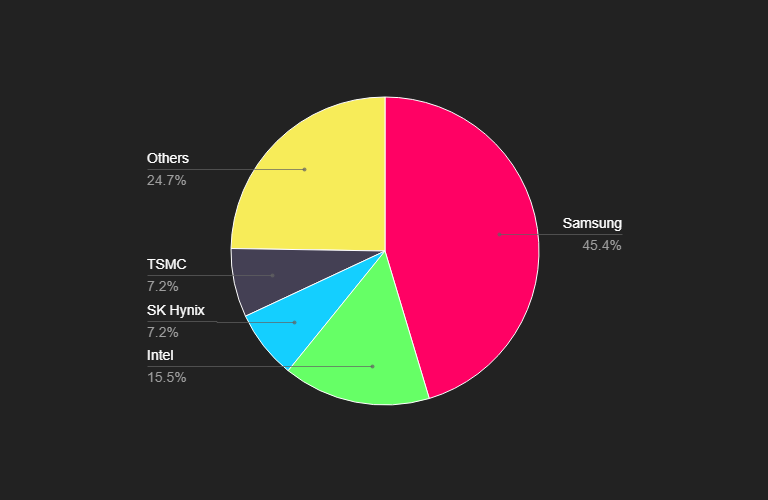 Others
24.7%
Samsung
45.4%
TSMC
7.2%
SK Hynix
7.2%
Intel
15.5%